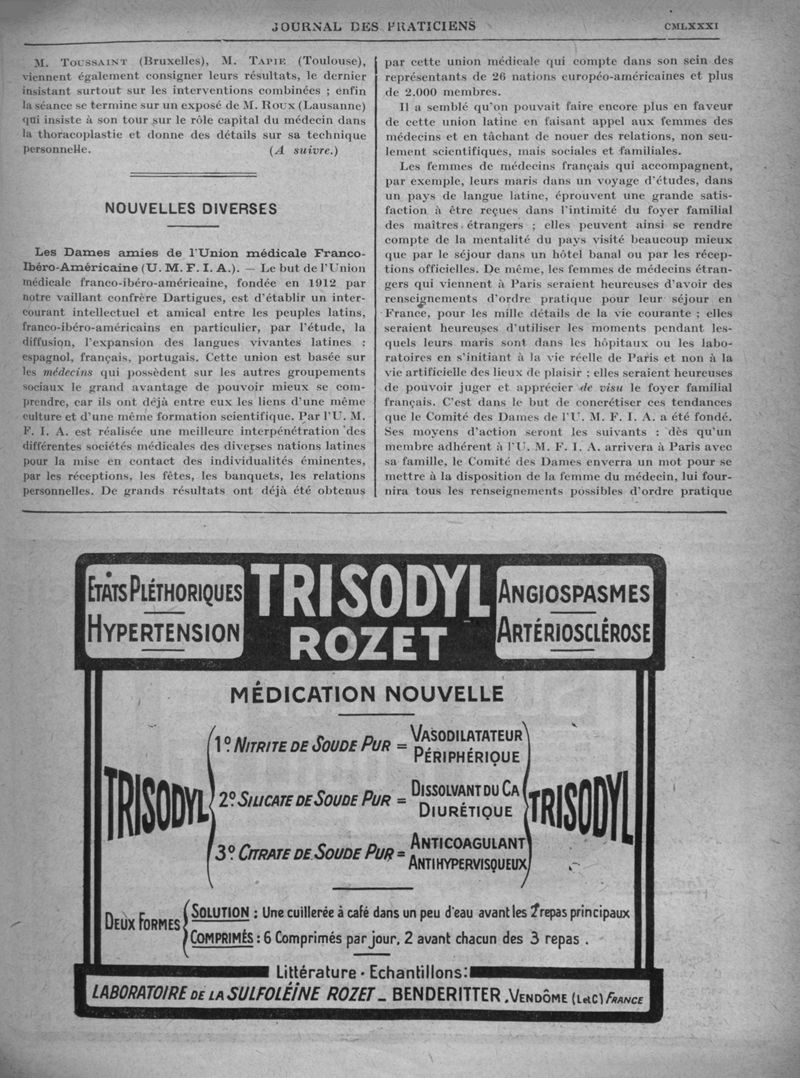 JOURNAL DES PRATICIENS
CMLXXXI
M. TOUSSAINT (Bruxelles), M. TAPIE (Toulouse),
viennent également consigner leurs résultats, le dernier
insistant surtout sur les interventions combinées ; enfin
la séance se termine sur un exposé de M. ROUX (Lausanne)
qui insiste à son tour sur le rôle capital du médecin dans
la thoracoplastie et donne des détails sur sa technique
personnelle. (A suivre.)
NOUVELLES DIVERSES
Les Dames amies de l'Union médicale Franco-
Ibéro-Américaine (U. M. F. I. A.). — Le but de l'Union
médicale franco-ibéro-américaine, fondée en 1912 par
notre vaillant confrère Dartigues, est d'établir un inter-
courant intellectuel et amical entre les peuples latins,
franco-ibéro-américains en particulier, par l'étude, la
diffusion, l'expansion des langues vivantes latines :
espagnol, français, portugais. Cette union est basée sur
les médecins qui possèdent sur les autres groupements
sociaux le grand avantage de pouvoir mieux se com-
prendre, car ils ont déjà entre eux les liens d'une même
culture et d'une même formation scientifique. Par l'U. M.
F. I. A. est réalisée une meilleure interpénétration des
différentes sociétés médicales des diverses nations latines
pour la mise en contact des individualités éminentes,
par les réceptions, les fêtes, les banquets, les relations
personnelles. De grands résultats ont déjà été obtenus
par cette union médicale qui compte dans son sein des
représentants de 26 nations européo-américaines et plus
de 2.000 membres.
Il a semblé qu'on pouvait faire encore plus en faveur
de cette union latine en faisant appel aux femmes des
médecins et en tâchant de nouer des relations, non seu-
lement scientifiques, mais sociales et familiales.
Les femmes de médecins français qui accompagnent,
par exemple, leurs maris dans un voyage d'études, dans
un pays de langue latine, éprouvent une grande satis-
faction à être reçues dans l'intimité du foyer familial
des maîtres étrangers ; elles peuvent ainsi se rendre
compte de la mentalité du pays visité beaucoup mieux
que par le séjour dans un hôtel banal ou par les récep-
tions officielles. De même, les femmes de médecins étran-
gers qui viennent à Paris seraient heureuses d'avoir des
renseignements d'ordre pratique pour leur séjour en
France, pour les mille détails de la vie courante ; elles
seraient heureuses d'utiliser les moments pendant les-
quels leurs maris sont dans les hôpitaux ou les labo-
ratoires en s'initiant à la vie réelle de Paris et non à la
vie artificielle des lieux de plaisir ; elles seraient heureuses
de pouvoir juger et apprécier de visu le foyer familial
français. C'est dans le but de concrétiser ces tendances
que le Comité des Dames de l'U. M. F. I. A. a été fondé.
Ses moyens d'action seront les suivants : dès qu'un
membre adhérent à l'U. M. F. I. A. arrivera à Paris avec
sa famille, le Comité des Dames enverra un mot pour se
mettre à la disposition de la femme du médecin, lui four-
nira tous les renseignements possibles d'ordre pratique
ETATS PLÉTHORIQUES
HYPERTENSION
TRISODYL
ROZET
ANGIOSPASMES
ARTÉRIOSCLÉROSE
MÉDICATION NOUVELLE
TRISODYL
1º NITRITE DE SOUDE PUR = VASODILATATEUR
PÉRIPHÉRIQUE
2º SILICATE DE SOUDE PUR = DISSOLVANT DU CA
DIURÉTIQUE
3º CITRATE DE SOUDE PUR = ANTICOAGULANT
ANTIHYPERVISQUEUX
TRISODYL
DEUX FORMES
SOLUTION : Une cuillerée à café dans un peu d'eau avant les 2 repas principaux
COMPRIMÉS : 6 Comprimés par jour, 2 avant chacun des 3 repas .
Littérature - Echantillons:
LABORATOIRE DE LA SULFOLÉINE ROZET _ BENDERITTER , VENDÔME (L et C) FRANCE